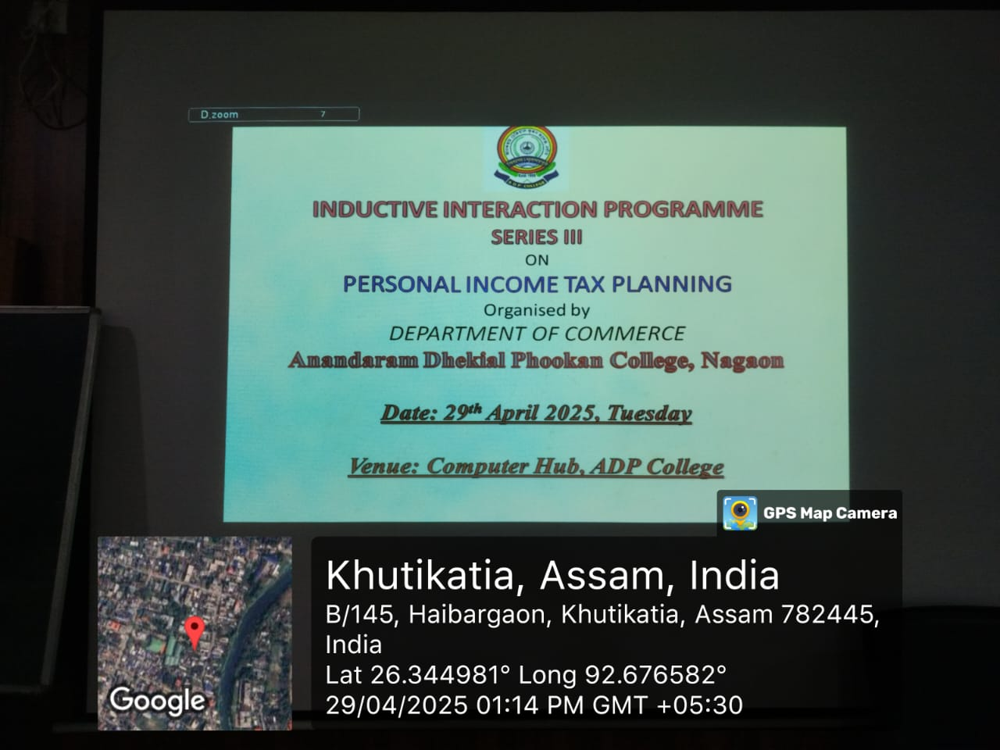 D.zoom 7
A D P COLLEGE
INDUCTIVE INTERACTION PROGRAMME
SERIES III
ON
PERSONAL INCOME TAX PLANNING
Organised by
DEPARTMENT OF COMMERCE
Anandaram Dhekial Phookan College, Nagaon
Date: 29th April 2025, Tuesday
Venue: Computer Hub, ADP College
GPS Map Camera
Google
Khutikatia, Assam, India
B/145, Haibargaon, Khutikatia, Assam 782445,
India
Lat 26.344981° Long 92.676582°
29/04/2025 01:14 PM GMT +05:30